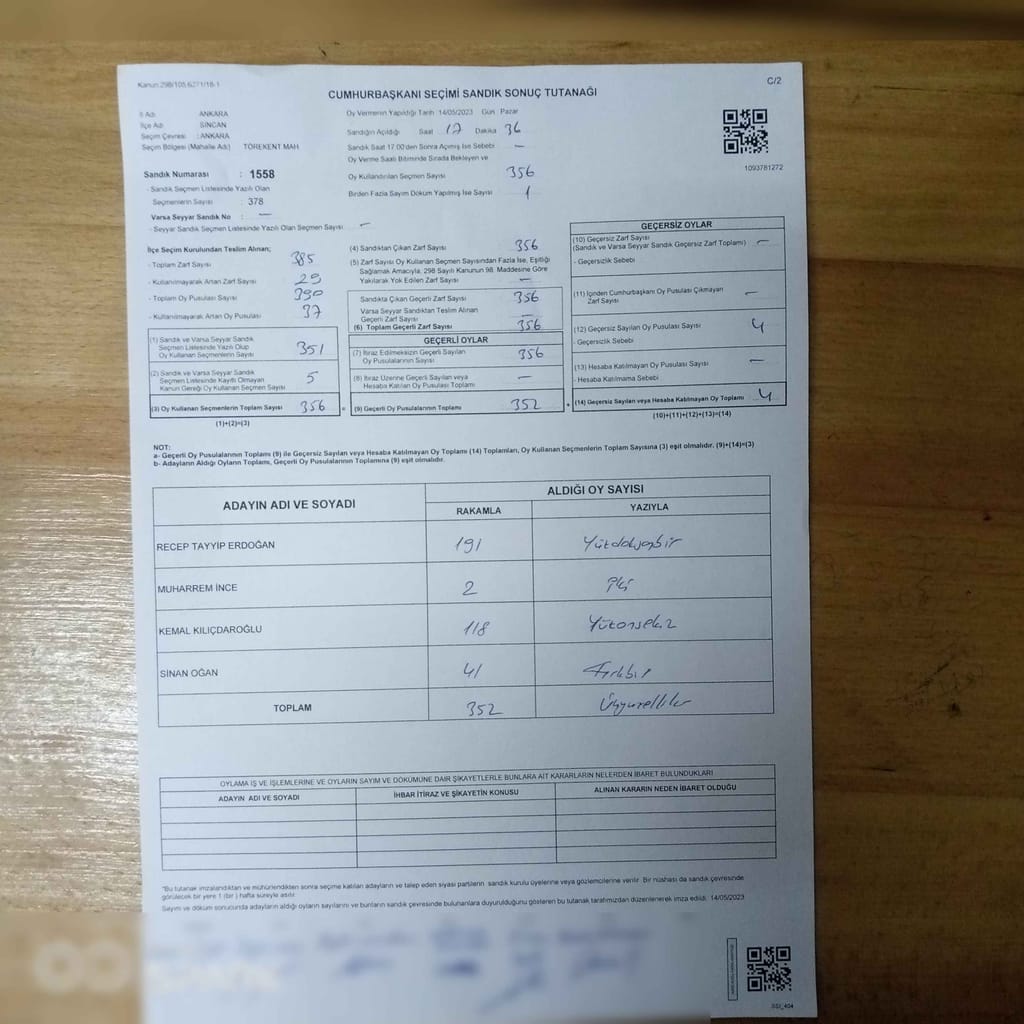 Kanun:298/105,6271/18-1
C/2
CUMHURBAŞKANI SEÇİMİ SANDIK SONUÇ TUTANAĞI
İl Adı ANKARA
İlçe Adı SİNCAN
Seçim Çevresi : ANKARA
Seçim Bölgesi (Mahalle Adı) TÖREKENT MAH
Oy Vermenin Yapıldığı Tarih 14/05/2023 Gün : Pazar
Sandığın Açıldığı Saat 17 Dakika 36
Sandık Saat 17.00'den Sonra Açılmış İse Sebebi —
Oy Verme Saati Bitiminde Sırada Bekleyen ve
Oy Kullandırılan Seçmen Sayısı 356
Birden Fazla Sayım Döküm Yapılmış İse Sayısı 1
1093781272
Sandık Numarası : 1558
- Sandık Seçmen Listesinde Yazılı Olan
Seçmenlerin Sayısı : 378
Varsa Seyyar Sandık No : —
- Seyyar Sandık Seçmen Listesinde Yazılı Olan Seçmen Sayısı : —
İlçe Seçim Kurulundan Teslim Alınan;
- Toplam Zarf Sayısı 385
- Kullanılmayarak Artan Zarf Sayısı 29
- Toplam Oy Pusulası Sayısı 390
- Kullanılmayarak Artan Oy Pusulası 37
(1) Sandık ve Varsa Seyyar Sandık
Seçmen Listesinde Yazılı Olup
Oy Kullanan Seçmenlerin Sayısı 351
(2) Sandık ve Varsa Seyyar Sandık
Seçmen Listesinde Kayıtlı Olmayan
Kanun Gereği Oy Kullanan Seçmen Sayısı 5
(3) Oy Kullanan Seçmenlerin Toplam Sayısı 356
(1)+(2)=(3)
(4) Sandıktan Çıkan Zarf Sayısı 356
(5) Zarf Sayısı Oy Kullanan Seçmen Sayısından Fazla İse, Eşitliği
Sağlamak Amacıyla, 298 Sayılı Kanunun 98. Maddesine Göre
Yakılarak Yok Edilen Zarf Sayısı —
Sandıkta Çıkan Geçerli Zarf Sayısı 356
Varsa Seyyar Sandıktan Teslim Alınan
Geçerli Zarf Sayısı —
(6) Toplam Geçerli Zarf Sayısı 356
GEÇERLİ OYLAR
(7) İtiraz Edilmeksizin Geçerli Sayılan
Oy Pusulalarının Sayısı 356
(8) İtiraz Üzerine Geçerli Sayılan veya
Hesaba Katılan Oy Pusulası Toplamı —
= (9) Geçerli Oy Pusulalarının Toplamı 352
GEÇERSİZ OYLAR
(10) Geçersiz Zarf Sayısı
(Sandık ve Varsa Seyyar Sandık Geçersiz Zarf Toplamı) —
- Geçersizlik Sebebi
(11) İçinden Cumhurbaşkanı Oy Pusulası Çıkmayan
Zarf Sayısı —
(12) Geçersiz Sayılan Oy Pusulası Sayısı 4
- Geçersizlik Sebebi
(13) Hesaba Katılmayan Oy Pusulası Sayısı —
- Hesaba Katılmama Sebebi
+ (14) Geçersiz Sayılan veya Hesaba Katılmayan Oy Toplamı 4
(10)+(11)+(12)+(13)=(14)
NOT:
a- Geçerli Oy Pusulalarının Toplamı (9) ile Geçersiz Sayılan veya Hesaba Katılmayan Oy Toplamı (14) Toplamları, Oy Kullanan Seçmenlerin Toplam Sayısına (3) eşit olmalıdır. (9)+(14)=(3)
b- Adayların Aldığı Oyların Toplamı, Geçerli Oy Pusulalarının Toplamına (9) eşit olmalıdır.
ADAYIN ADI VE SOYADI ALDIĞI OY SAYISI
RAKAMLA YAZIYLA
RECEP TAYYİP ERDOĞAN 191 Yüzdoksanbir
MUHARREM İNCE 2 İki
KEMAL KILIÇDAROĞLU 118 Yüzonsekiz
SİNAN OĞAN 41 Kırkbir
TOPLAM 352 Üçyüzelliiki
OYLAMA İŞ VE İŞLEMLERİNE VE OYLARIN SAYIM VE DÖKÜMÜNE DAİR ŞİKAYETLERLE BUNLARA AİT KARARLARIN NELERDEN İBARET BULUNDUKLARI
ADAYIN ADI VE SOYADI İHBAR İTİRAZ VE ŞİKAYETİN KONUSU ALINAN KARARIN NEDEN İBARET OLDUĞU
"Bu tutanak imzalandıktan ve mühürlendikten sonra seçime katılan adayların ve talep eden siyasi partilerin sandık kurulu üyelerine veya gözlemcilerine verilir. Bir nüshası da sandık çevresinde
görülecek bir yere 1 (bir) hafta süreyle asılır.
Sayım ve döküm sonucunda adayların aldığı oyların sayılarını ve bunların sandık çevresinde bulunanlara duyurulduğunu gösteren bu tutanak tarafımızdan düzenlenerek imza edildi. 14/05/2023